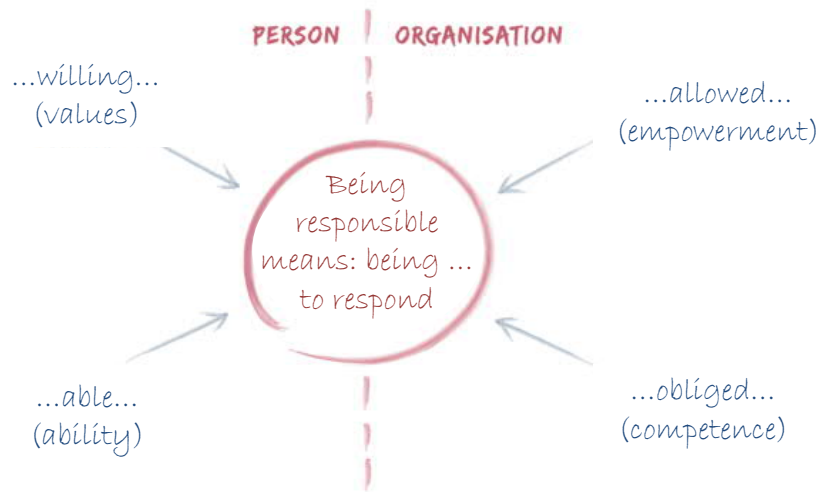 PERSON
ORGANISATION
...willing...
(values)
...allowed...
(empowerment)
Being
responsible
means: being ...
to respond
...able...
(ability)
...obliged...
(competence)